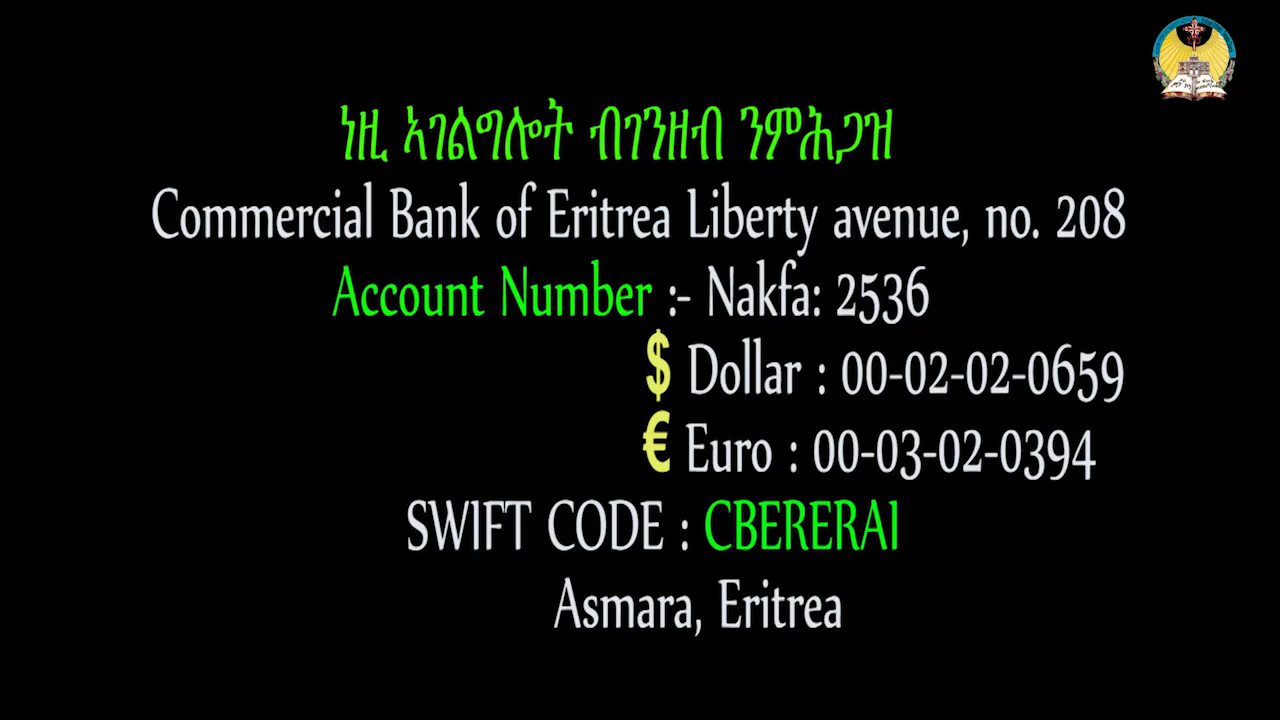 ነዚ ኣገልግሎት ብገንዘብ ንምሕጋዝ
Commercial Bank of Eritrea Liberty avenue, no. 208
Account Number :- Nakfa: 2536
$ Dollar : 00-02-02-0659
€ Euro : 00-03-02-0394
SWIFT CODE : CBERERAI
Asmara, Eritrea